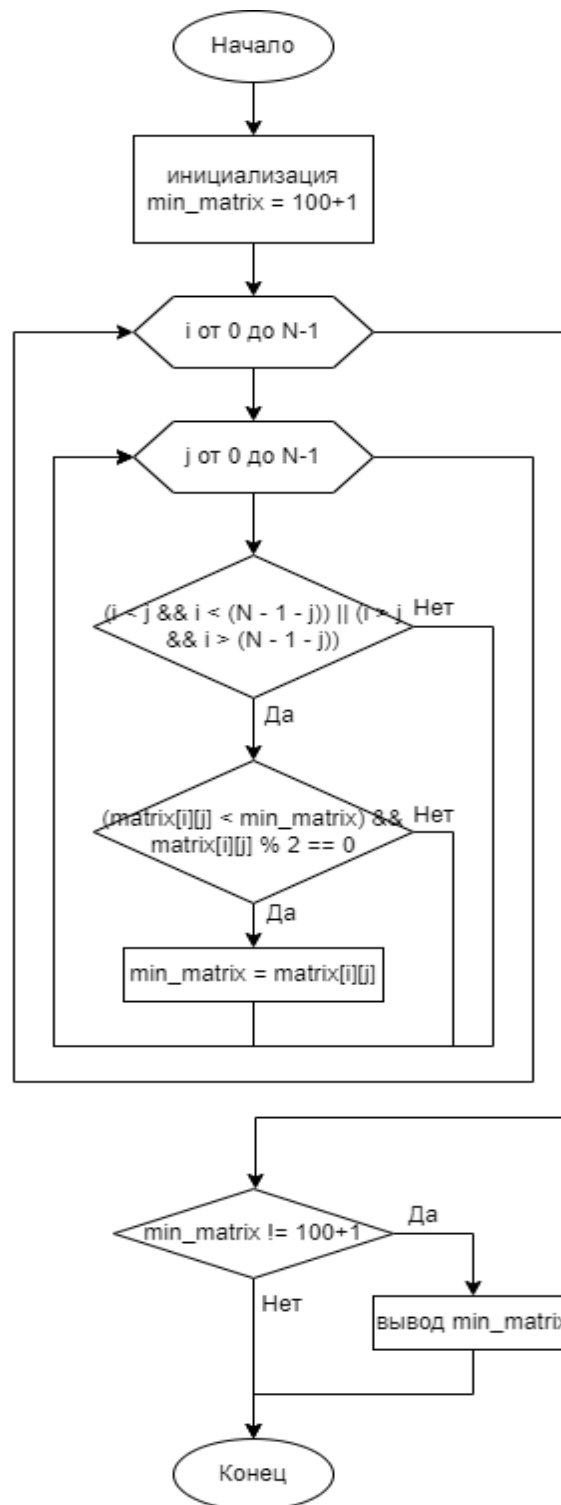 Начало
инициализация
min_matrix = 100+1
i от 0 до N-1
j от 0 до N-1
(i < j && i < (N - 1 - j)) || (i > j
&& i > (N - 1 - j))
Нет
Да
(matrix[i][j] < min_matrix) &&
matrix[i][j] % 2 == 0
Нет
Да
min_matrix = matrix[i][j]
min_matrix != 100+1
Да
Нет
вывод min_matrix
Конец